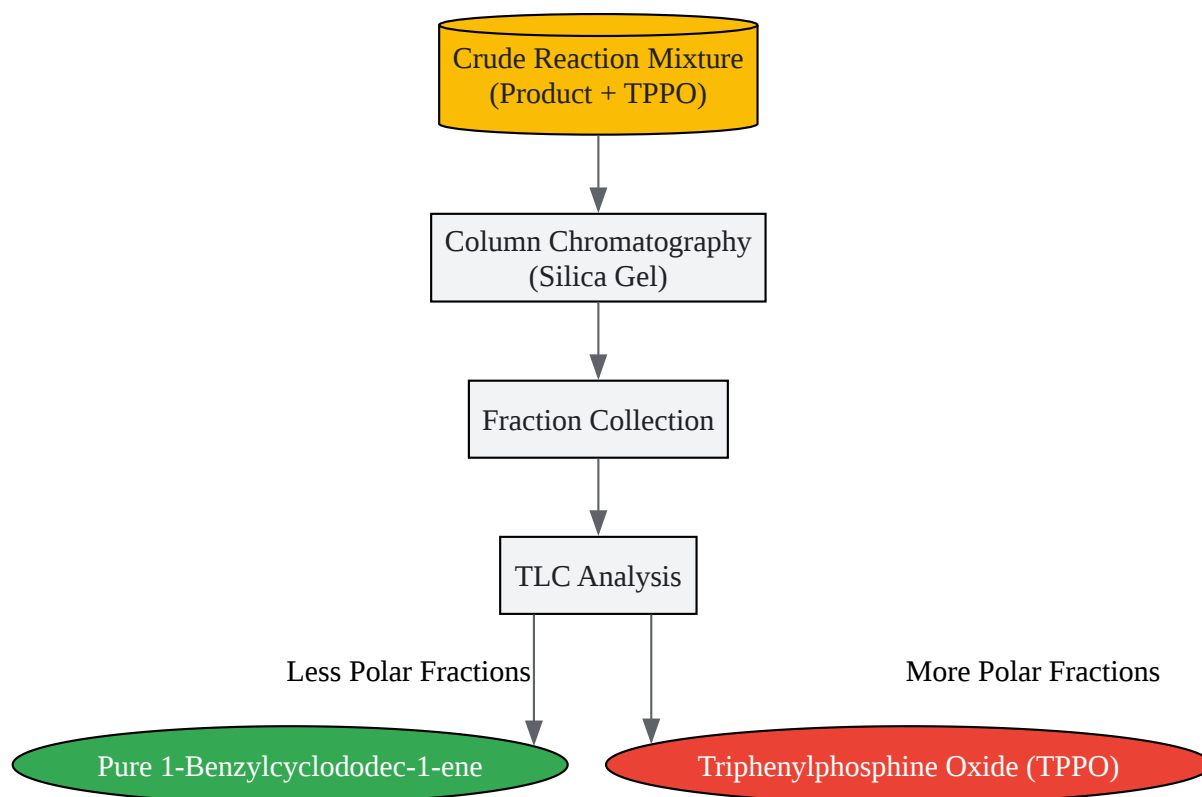 Crude Reaction Mixture
(Product + TPPO)
Column Chromatography
(Silica Gel)
Fraction Collection
TLC Analysis
Less Polar Fractions
More Polar Fractions
Pure 1-Benzylcyclododec-1-ene
Triphenylphosphine Oxide (TPPO)